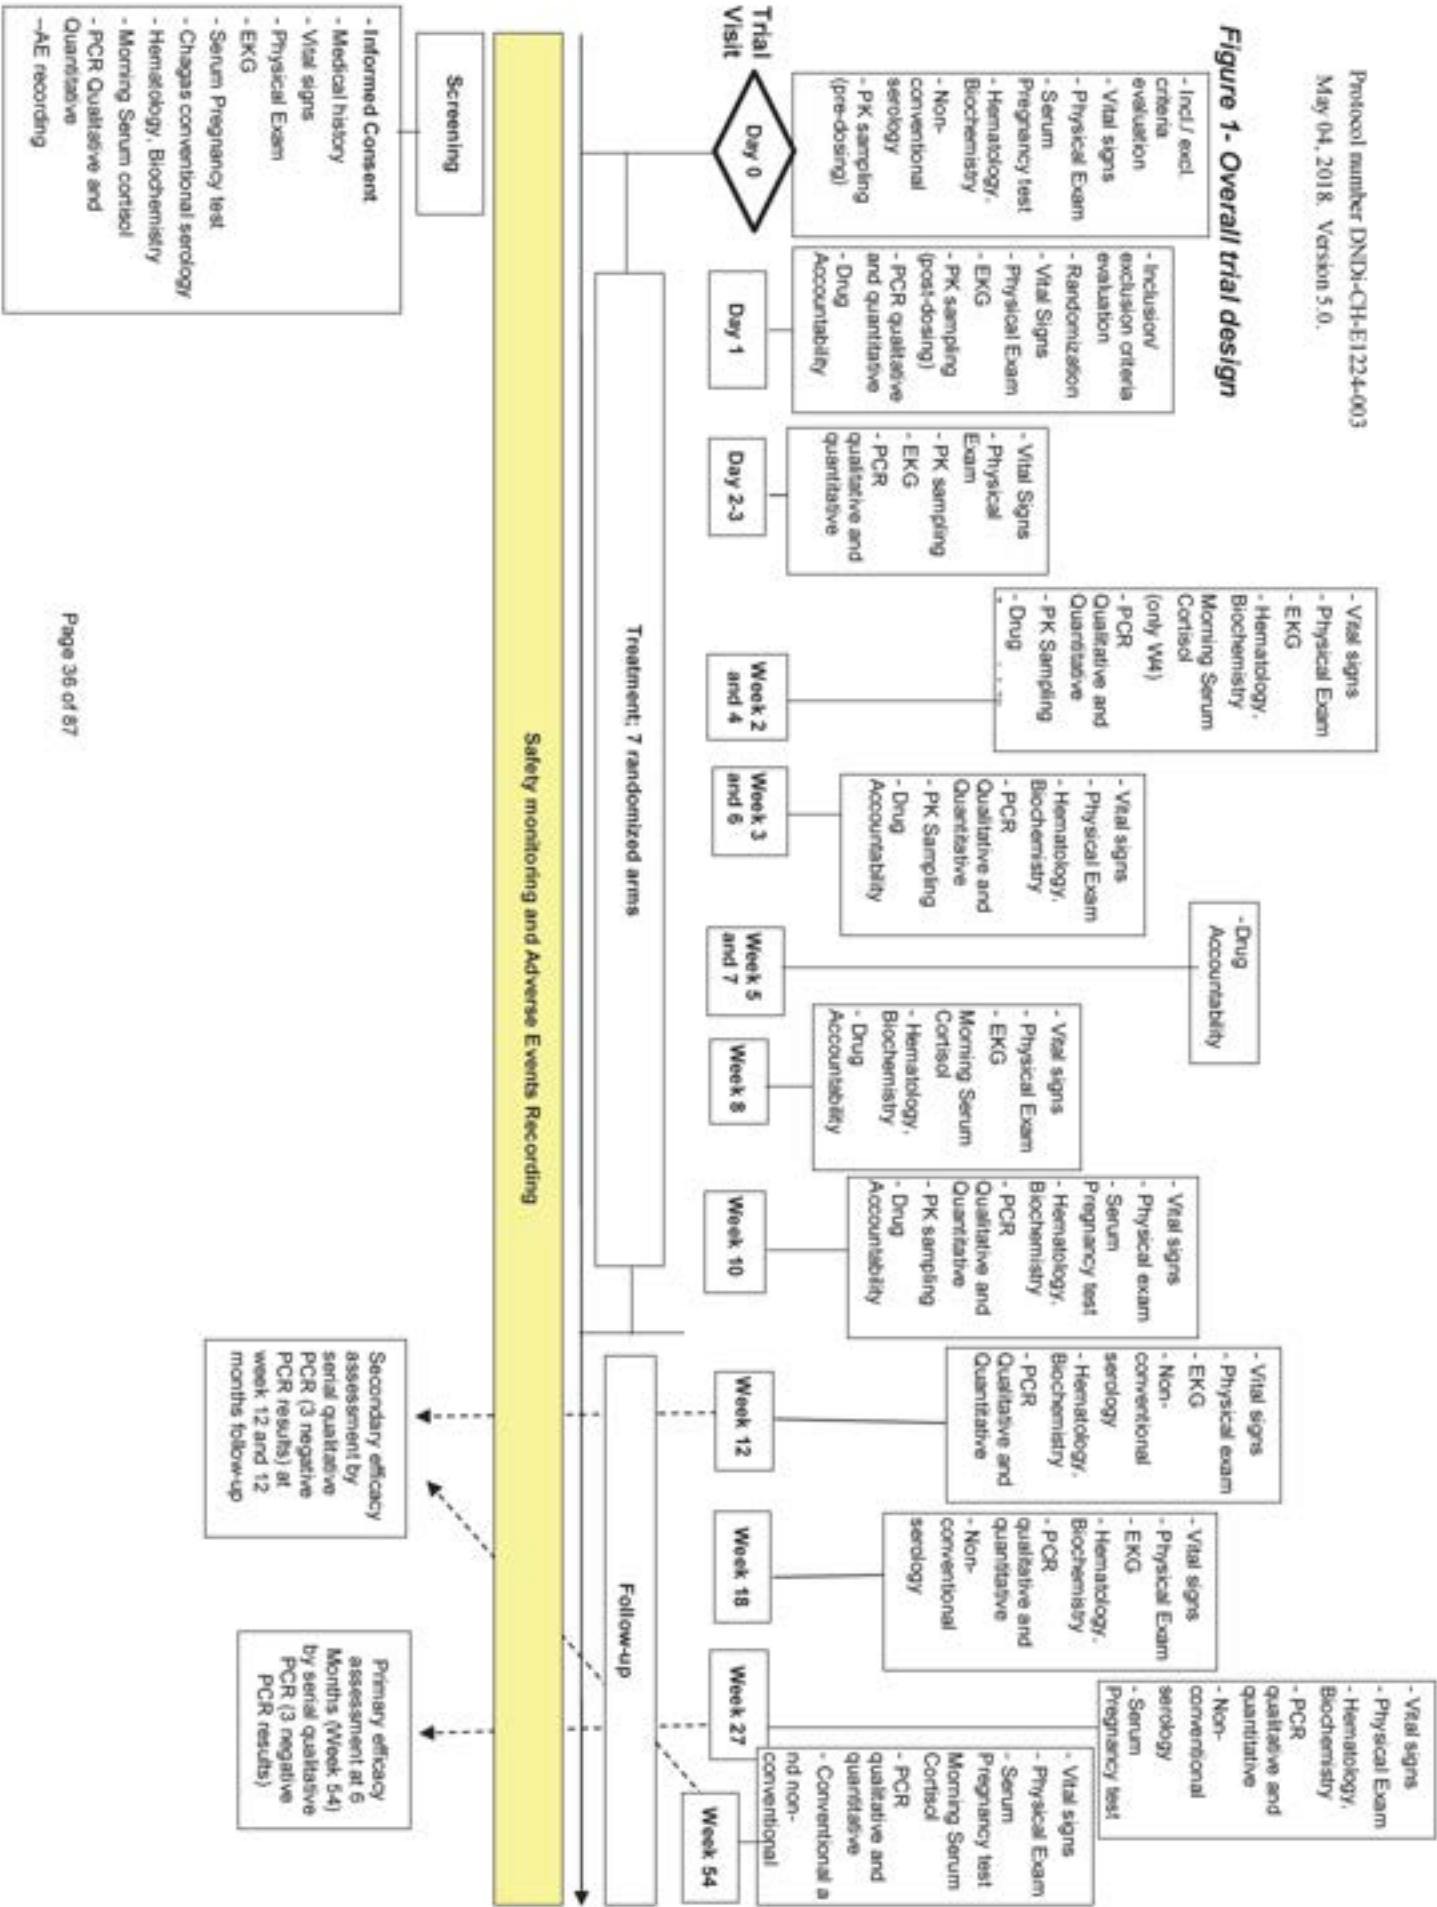 Protocol number DNDi-CH-E1224-003
May 04, 2018. Version 5.0.
Figure 1- Overall trial design
- Incl./ excl.
criteria
evaluation
- Vital signs
- Physical Exam
- Serum
Pregnancy test
- Hematology,
Biochemistry
- Non-
conventional
serology
- PK sampling
(pre-dosing)
- Inclusion/
exclusion criteria
evaluation
- Randomization
- Vital Signs
- Physical Exam
- EKG
- PK sampling
(post-dosing)
- PCR qualitative
and quantitative
- Drug
Accountability
- Vital Signs
- Physical
Exam
- PK sampling
- EKG
- PCR
qualitative and
quantitative
- Vital signs
- Physical Exam
- EKG
- Hematology,
Biochemistry
Morning Serum
Cortisol
(only W4)
- PCR
Qualitative and
Quantitative
- PK Sampling
- Drug
- Vital signs
- Physical Exam
- Hematology,
Biochemistry
- PCR
Qualitative and
Quantitative
- PK Sampling
- Drug
Accountability
- Drug
Accountability
- Vital signs
- Physical Exam
- EKG
Morning Serum
Cortisol
- Hematology,
Biochemistry
- Drug
Accountability
- Vital signs
- Physical exam
- Serum
Pregnancy test
- Hematology,
Biochemistry
- PCR
Qualitative and
Quantitative
- PK sampling
- Drug
Accountability
- Vital signs
- Physical exam
- EKG
- Non-
conventional
serology
- Hematology,
Biochemistry
- PCR
Qualitative and
Quantitative
- Vital signs
- Physical Exam
- EKG
- Hematology,
Biochemistry
- PCR
qualitative and
quantitative
- Non-
conventional
serology
- Vital signs
- Physical Exam
- Hematology,
Biochemistry
- PCR
qualitative and
quantitative
- Non-
conventional
serology
- Serum
Pregnancy test
- Vital signs
- Physical Exam
- Serum
Pregnancy test
Morning Serum
Cortisol
- PCR
qualitative and
quantitative
- Conventional a
nd non-
conventional
Trial
Visit
Day 0
Day 1
Day 2-3
Week 2
and 4
Week 3
and 6
Week 5
and 7
Week 8
Week 10
Week 12
Week 18
Week 27
Week 54
Treatment; 7 randomized arms
Follow-up
Safety monitoring and Adverse Events Recording
Screening
- Informed Consent
- Medical history
- Vital signs
- Physical Exam
- EKG
- Serum Pregnancy test
- Chagas conventional serology
- Hematology, Biochemistry
- Morning Serum cortisol
- PCR Qualitative and
Quantitative
--AE recording
Secondary efficacy
assessment by
serial qualitative
PCR (3 negative
PCR results) at
week 12 and 12
months follow-up
Primary efficacy
assessment at 6
Months (Week 54)
by serial qualitative
PCR (3 negative
PCR results)
Page 36 of 87